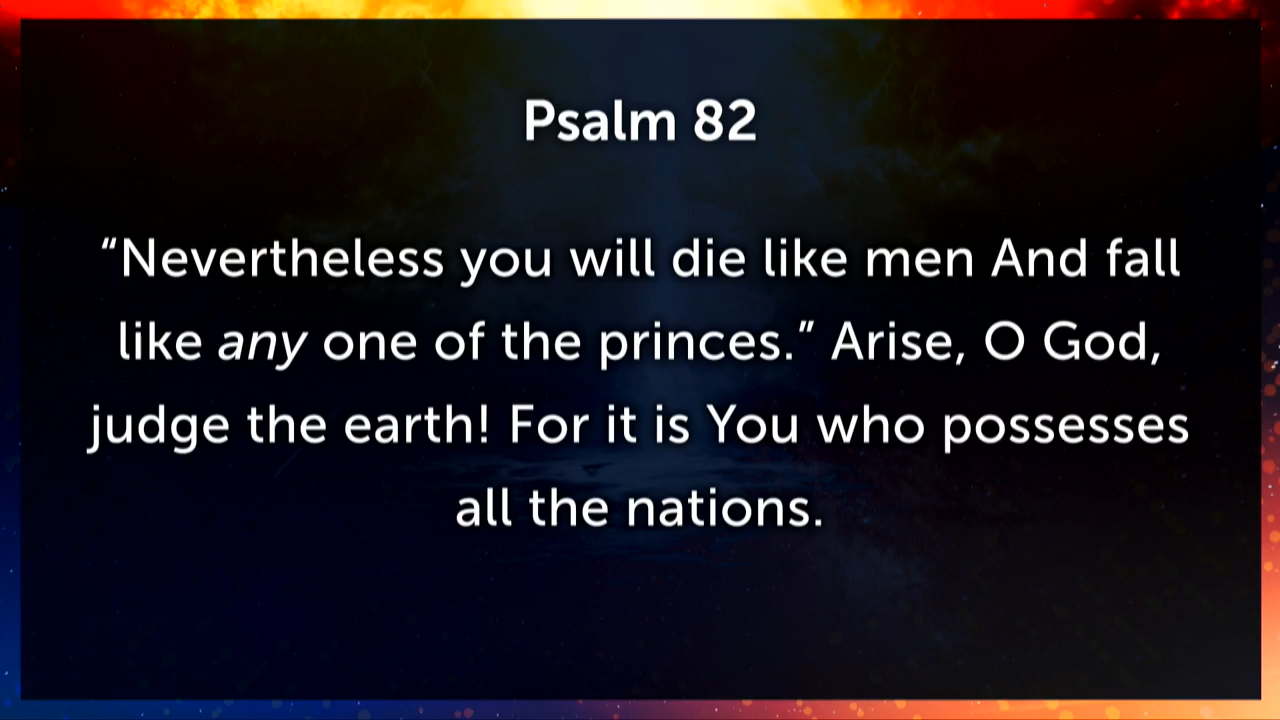 Psalm 82
“Nevertheless you will die like men And fall
like any one of the princes.” Arise, O God,
judge the earth! For it is You who possesses
all the nations.